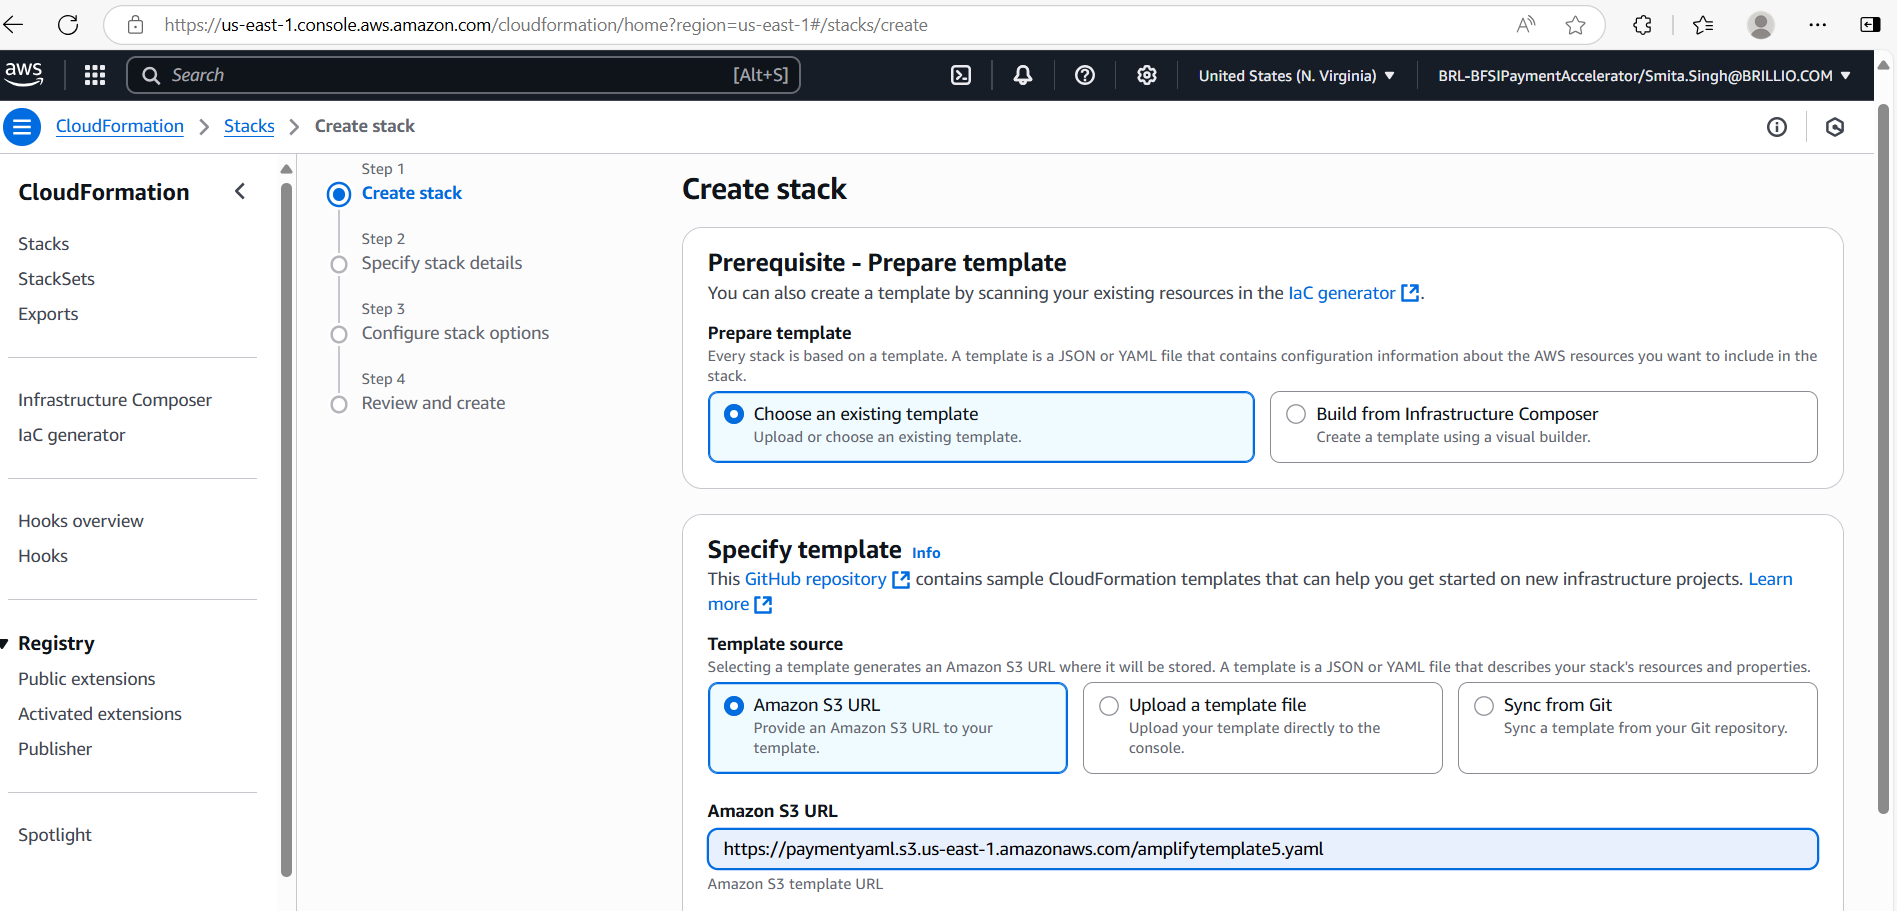 https://us-east-1.console.aws.amazon.com/cloudformation/home?region=us-east-1#/stacks/create
aws
Search
[Alt+S]
United States (N. Virginia)
BRL-BFSIPaymentAccelerator/Smita.Singh@BRILLIO.COM
CloudFormation
Stacks
Create stack
CloudFormation
Stacks
StackSets
Exports
Infrastructure Composer
IaC generator
Hooks overview
Hooks
Registry
Public extensions
Activated extensions
Publisher
Spotlight
Step 1
Create stack
Step 2
Specify stack details
Step 3
Configure stack options
Step 4
Review and create
Create stack
Prerequisite - Prepare template
You can also create a template by scanning your existing resources in the IaC generator.
Prepare template
Every stack is based on a template. A template is a JSON or YAML file that contains configuration information about the AWS resources you want to include in the
stack.
Choose an existing template
Upload or choose an existing template.
Build from Infrastructure Composer
Create a template using a visual builder.
Specify template Info
This GitHub repository contains sample CloudFormation templates that can help you get started on new infrastructure projects. Learn
more
Template source
Selecting a template generates an Amazon S3 URL where it will be stored. A template is a JSON or YAML file that describes your stack's resources and properties.
Amazon S3 URL
Provide an Amazon S3 URL to your
template.
Upload a template file
Upload your template directly to the
console.
Sync from Git
Sync a template from your Git repository.
Amazon S3 URL
https://paymentyaml.s3.us-east-1.amazonaws.com/amplifytemplate5.yaml
Amazon S3 template URL